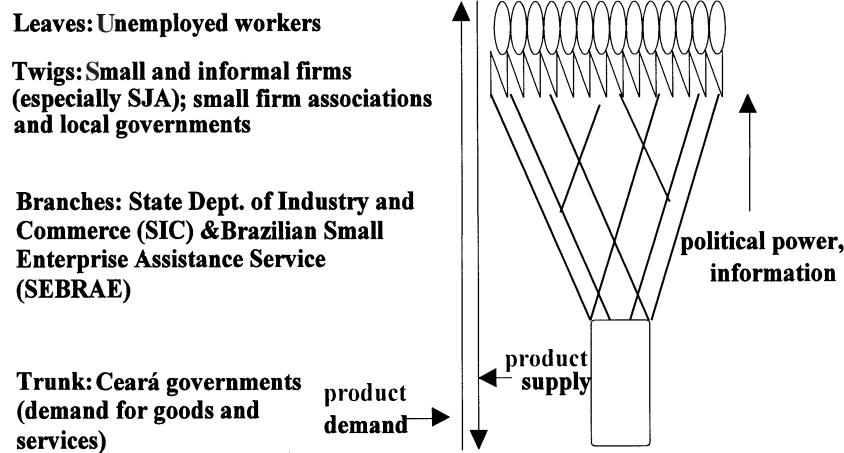 Leaves: Unemployed workers
Twigs: Small and informal firms
(especially SJA); small firm associations
and local governments
Branches: State Dept. of Industry and
Commerce (SIC) &Brazilian Small
Enterprise Assistance Service
(SEBRAE)
political power,
information
Trunk: Ceará governments
(demand for goods and
services)
product
demand
product
supply